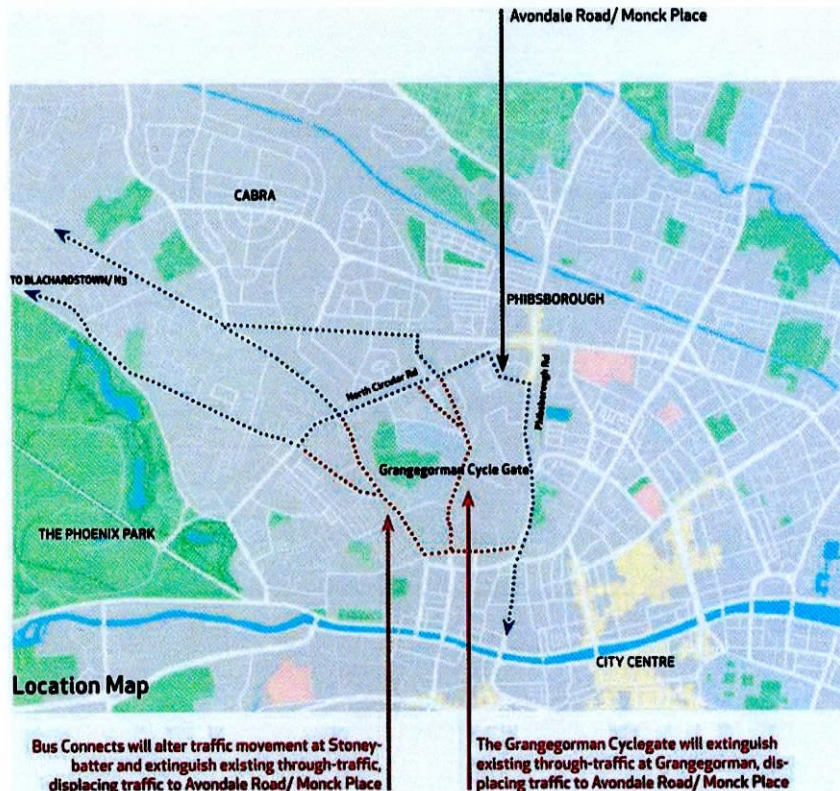 Avondale Road/ Monck Place
CABRA
TO BLACHARDSTOWN/ N3
PHIBSBOROUGH
North Circular Rd
Phibsborough Rd
Grangegorman Cycle Gate
THE PHOENIX PARK
CITY CENTRE
Location Map
Bus Connects will alter traffic movement at Stoney-
batter and extinguish existing through-traffic,
displacing traffic to Avondale Road/ Monck Place
The Grangegorman Cyclegate will extinguish
existing through-traffic at Grangegorman, dis-
placing traffic to Avondale Road/ Monck Place